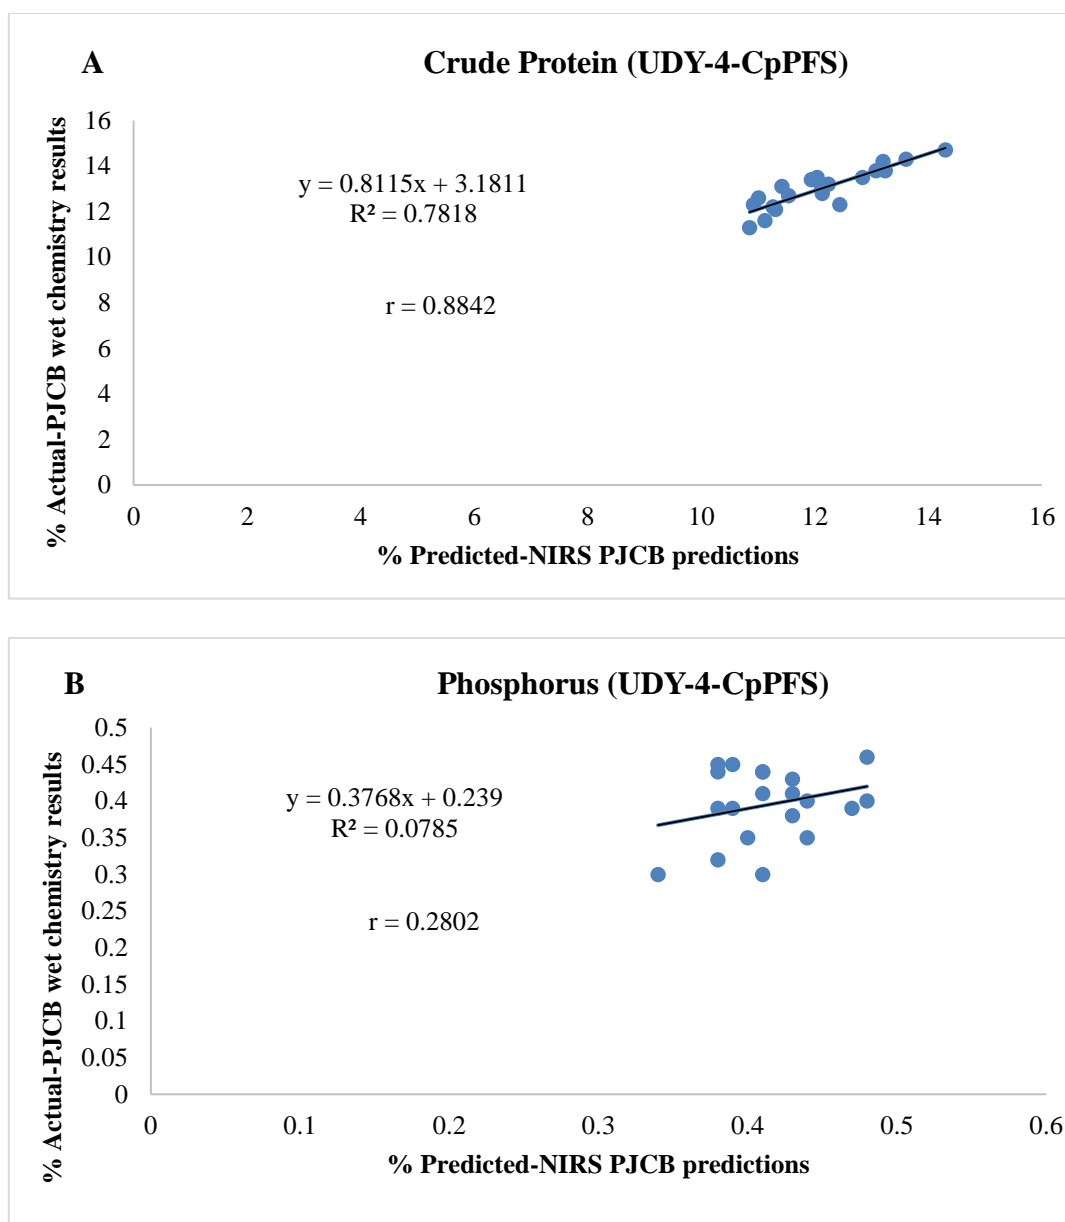 A
Crude Protein (UDY-4-CpPFS)
% Actual-PJCB wet chemistry results
16
14
12
10
8
6
4
2
0
y = 0.8115x + 3.1811
R² = 0.7818
r = 0.8842
0 2 4 6 8 10 12 14 16
% Predicted-NIRS PJCB predictions
B
Phosphorus (UDY-4-CpPFS)
% Actual-PJCB wet chemistry results
0.5
0.45
0.4
0.35
0.3
0.25
0.2
0.15
0.1
0.05
0
y = 0.3768x + 0.239
R² = 0.0785
r = 0.2802
0 0.1 0.2 0.3 0.4 0.5 0.6
% Predicted-NIRS PJCB predictions